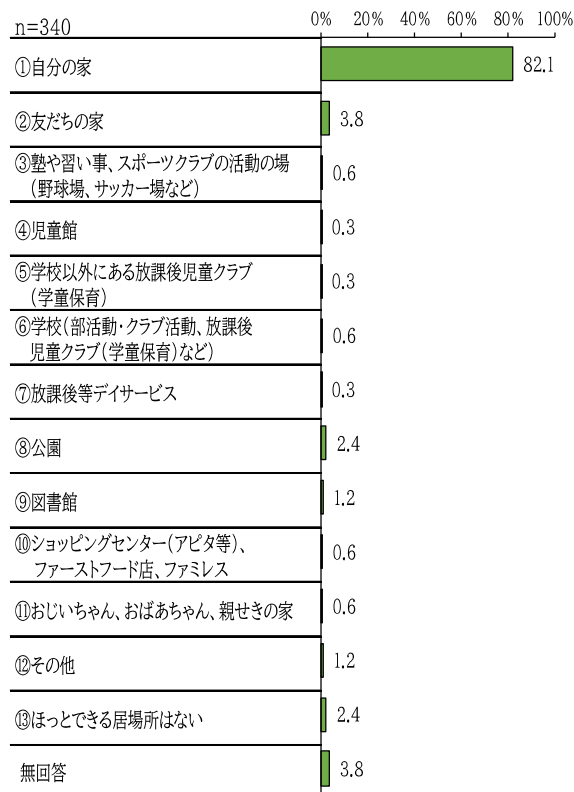 n=340
0% 20% 40% 60% 80% 100%
①自分の家 82.1
②友だちの家 3.8
③塾や習い事、スポーツクラブの活動の場
(野球場、サッカー場など) 0.6
④児童館 0.3
⑤学校以外にある放課後児童クラブ
(学童保育) 0.3
⑥学校(部活動・クラブ活動、放課後
児童クラブ(学童保育)など) 0.6
⑦放課後等デイサービス 0.3
⑧公園 2.4
⑨図書館 1.2
⑩ショッピングセンター(アピタ等)、
ファーストフード店、ファミレス 0.6
⑪おじいちゃん、おばあちゃん、親せきの家 0.6
⑫その他 1.2
⑬ほっとできる居場所はない 2.4
無回答 3.8